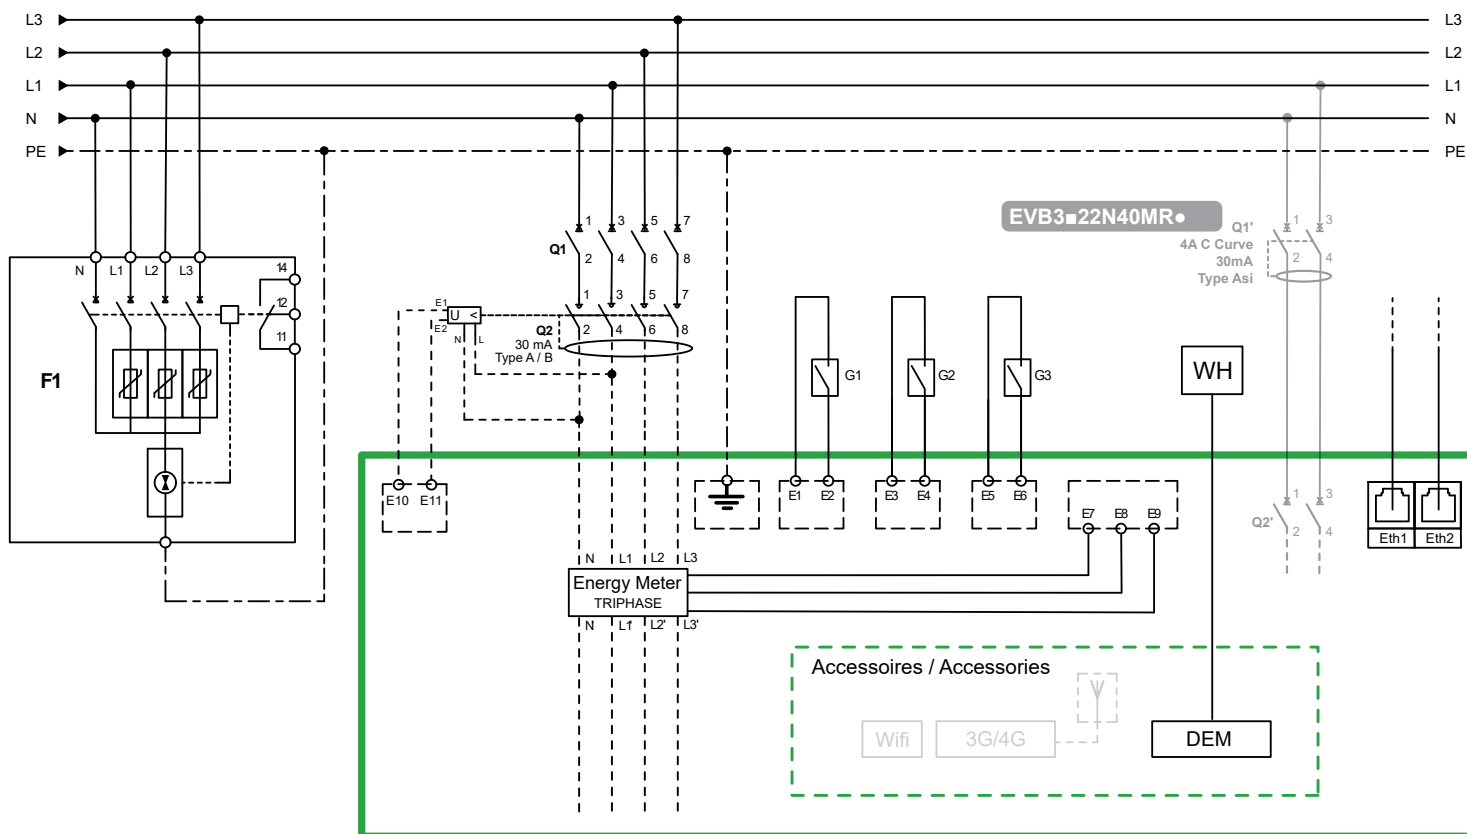 L3 L3
L2 L2
L1 L1
N N
PE PE
EVB3■22N40MR●
Q1'
4A C Curve
30mA
Type Asi
1 3
2 4
1 3 5 7
Q1
2 4 6 8
N L1 L2 L3
14
12
11
F1
E1
E2
U <
N L
1 3 5 7
Q2
30 mA
Type A / B
2 4 6 8
G1 G2 G3
WH
E10 E11
E1 E2 E3 E4 E5 E6
E7 E8 E9
1 3
Q2'
2 4
Eth1 Eth2
N L1 L2 L3
Energy Meter
TRIPHASE
N L1' L2' L3'
Accessoires / Accessories
Wifi 3G/4G DEM